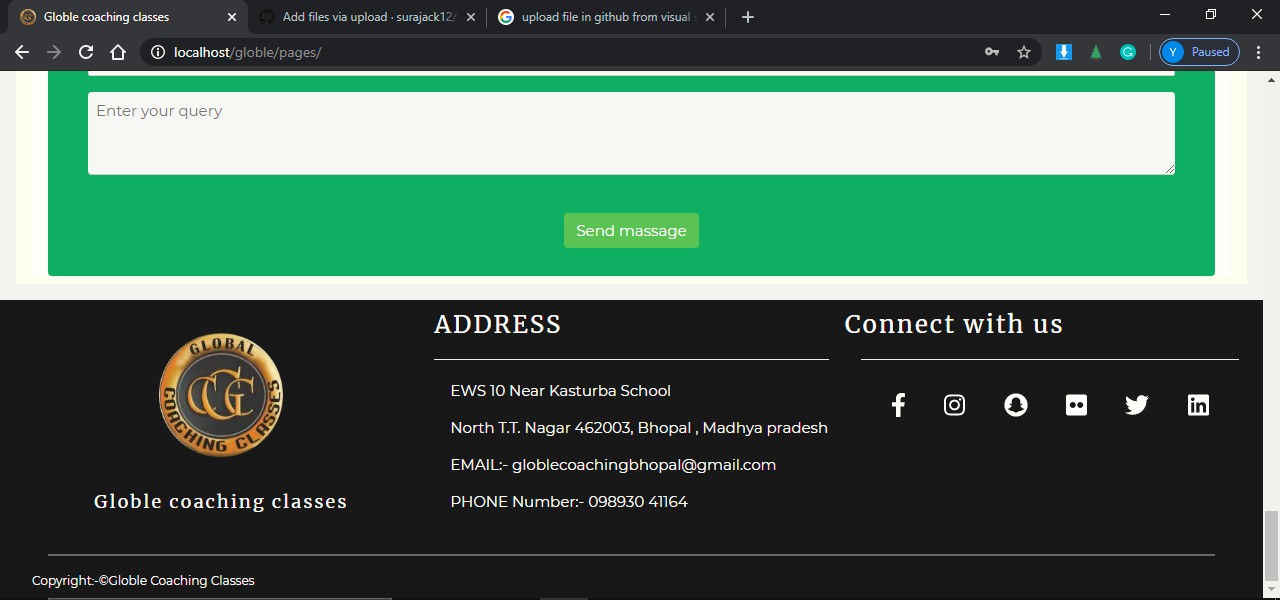 Globle coaching classes
Add files via upload · surajack12/
upload file in github from visual
localhost/globle/pages/
Y Paused
Enter your query
Send massage
GLOBAL
CGC
COACHING CLASSES
Globle coaching classes
ADDRESS
EWS 10 Near Kasturba School
North T.T. Nagar 462003, Bhopal , Madhya pradesh
EMAIL:- globlecoachingbhopal@gmail.com
PHONE Number:- 098930 41164
Connect with us
Copyright:-©Globle Coaching Classes